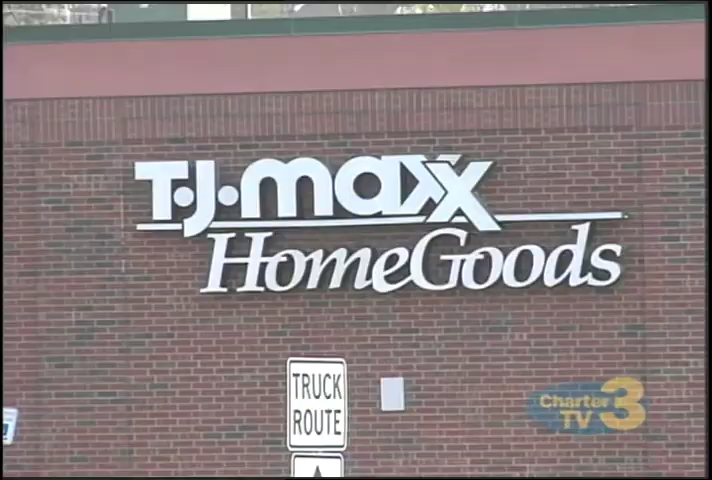 T·J·maxx
HomeGoods
TRUCK
ROUTE
Charter
TV 3